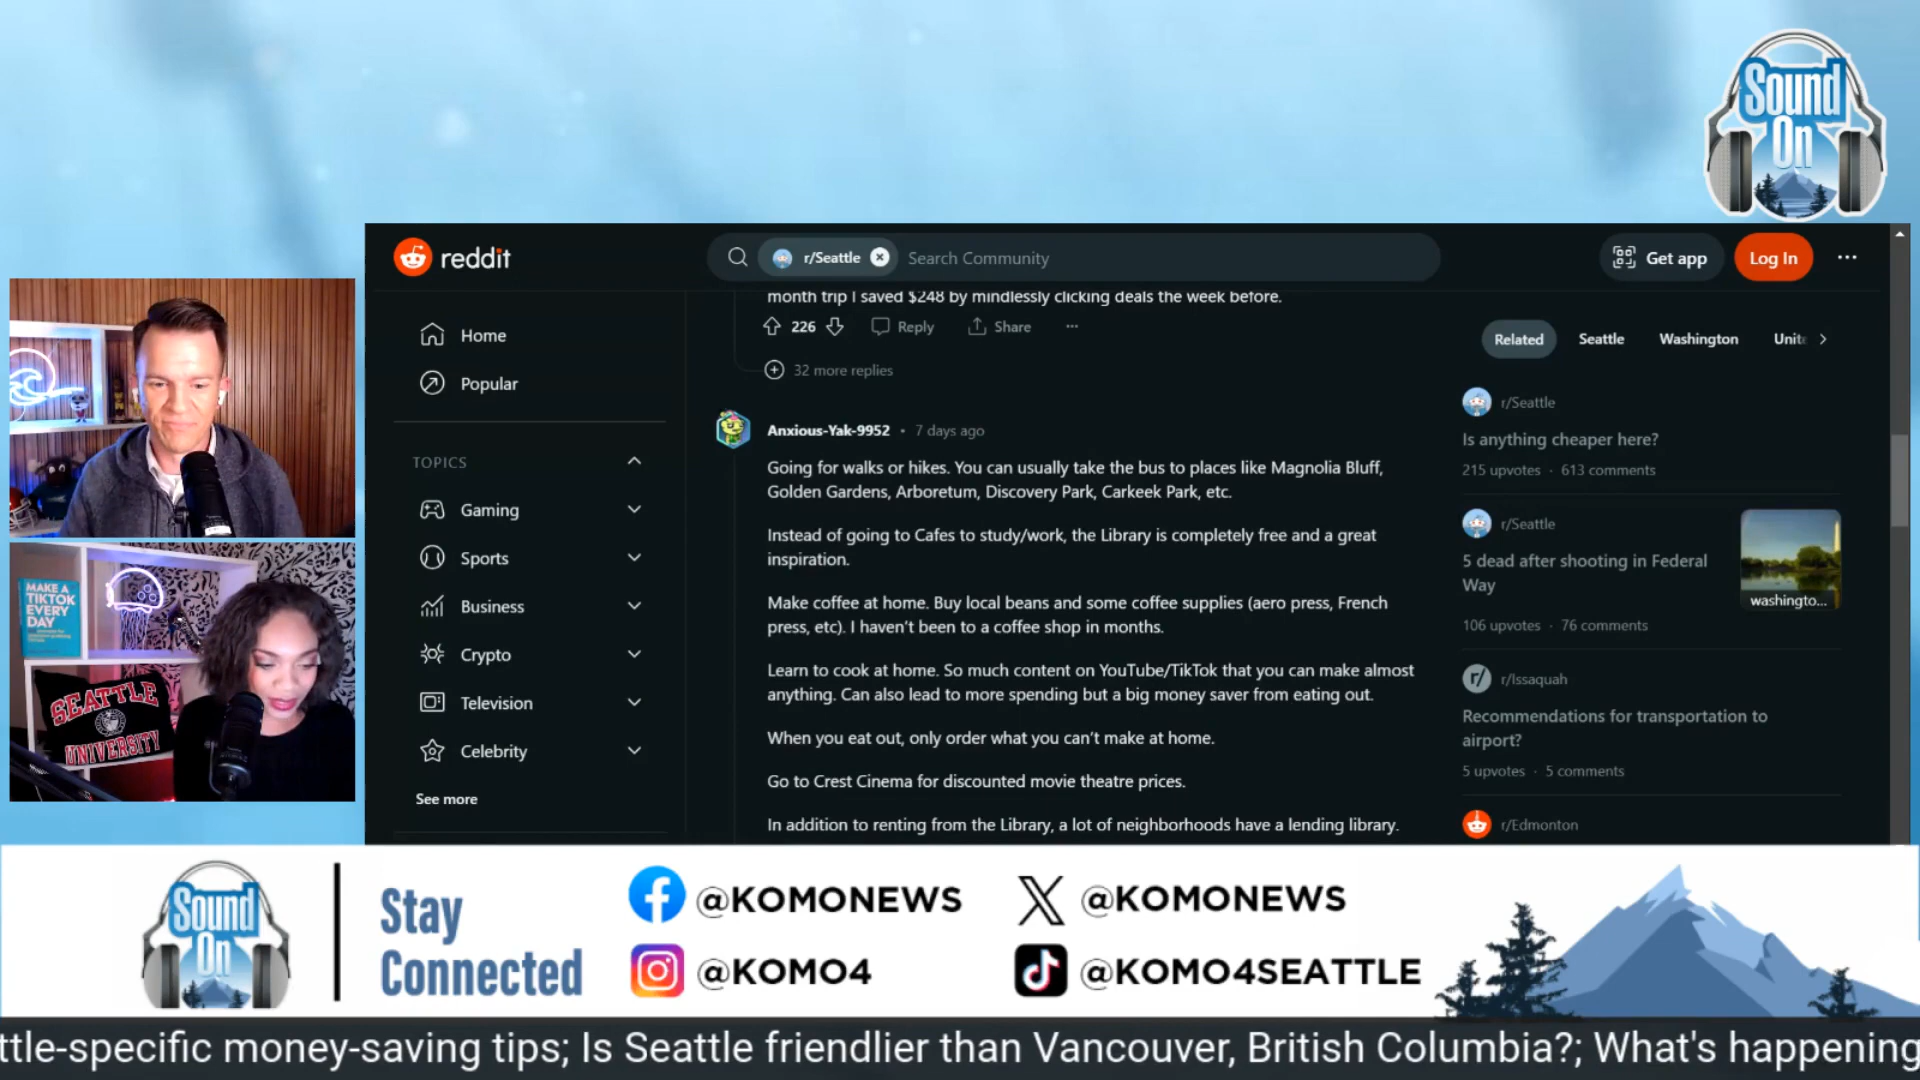 Sound
On
reddit
r/Seattle
Search Community
Get app
Log In
Home
Popular
TOPICS
Gaming
Sports
Business
Crypto
Television
Celebrity
See more
month trip I saved $248 by mindlessly clicking deals the week before.
226
Reply
Share
32 more replies
Anxious-Yak-9952 • 7 days ago
Going for walks or hikes. You can usually take the bus to places like Magnolia Bluff,
Golden Gardens, Arboretum, Discovery Park, Carkeek Park, etc.
Instead of going to Cafes to study/work, the Library is completely free and a great
inspiration.
Make coffee at home. Buy local beans and some coffee supplies (aero press, French
press, etc). I haven't been to a coffee shop in months.
Learn to cook at home. So much content on YouTube/TikTok that you can make almost
anything. Can also lead to more spending but a big money saver from eating out.
When you eat out, only order what you can't make at home.
Go to Crest Cinema for discounted movie theatre prices.
In addition to renting from the Library, a lot of neighborhoods have a lending library.
Related
Seattle
Washington
Unit
r/Seattle
Is anything cheaper here?
215 upvotes · 613 comments
r/Seattle
5 dead after shooting in Federal
Way
washingto...
106 upvotes · 76 comments
r/Issaquah
Recommendations for transportation to
airport?
5 upvotes · 5 comments
r/Edmonton
MAKE A
TIKTOK
EVERY
DAY
SEATTLE
UNIVERSITY
Sound
On
Stay
Connected
@KOMONEWS
@KOMONEWS
@KOMO4
@KOMO4SEATTLE
ttle-specific money-saving tips; Is Seattle friendlier than Vancouver, British Columbia?; What's happening